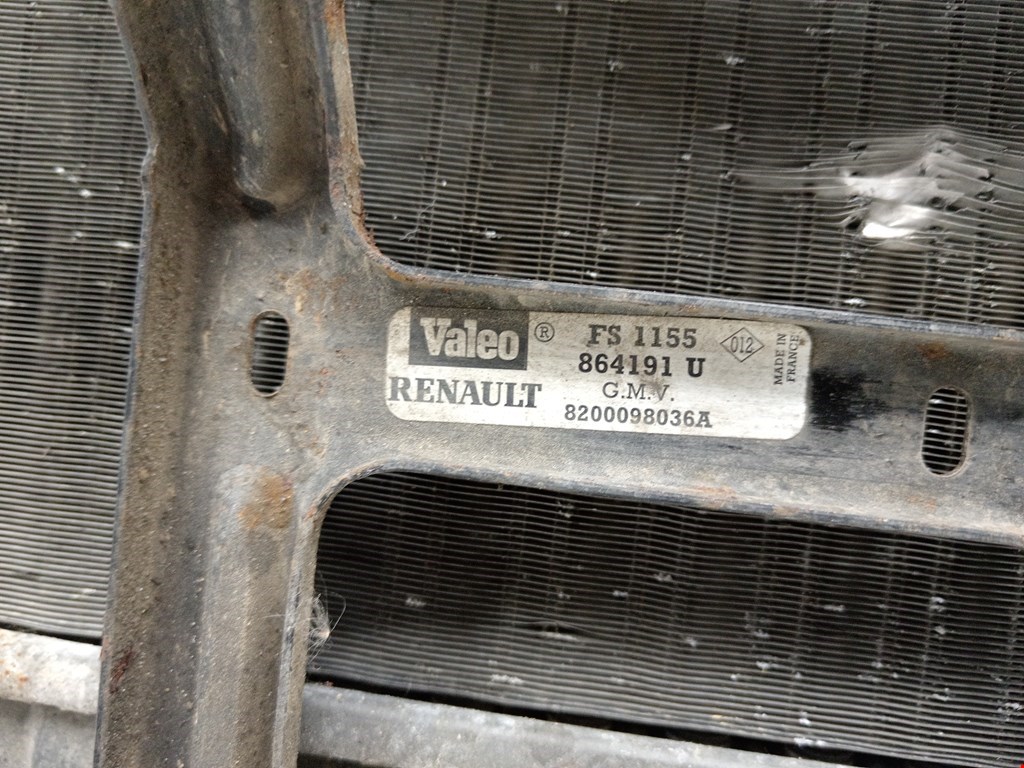 Valeo ® FS 1155
864191 U
RENAULT G.M.V.
8200098036A
012
MADE IN
FRANCE